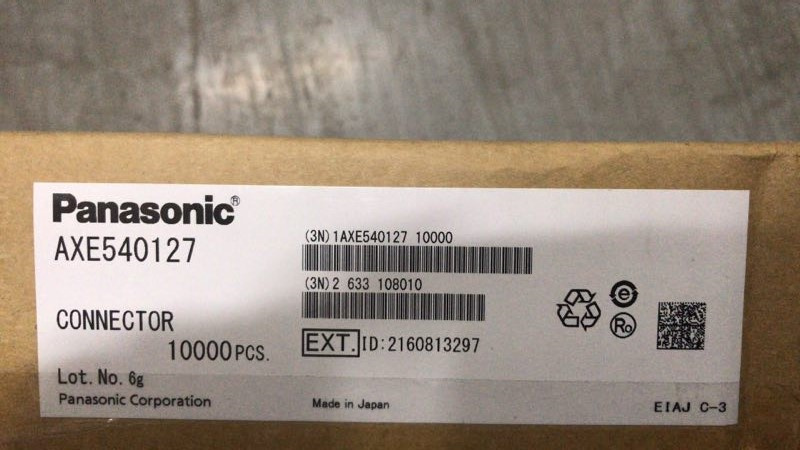 Panasonic®
AXE540127
(3N)1AXE540127 10000
(3N)2 633 108010
CONNECTOR
10000PCS.
EXT. ID:2160813297
e
Ro
Lot.No. 6g
Panasonic Corporation
Made in Japan
EIAJ C-3